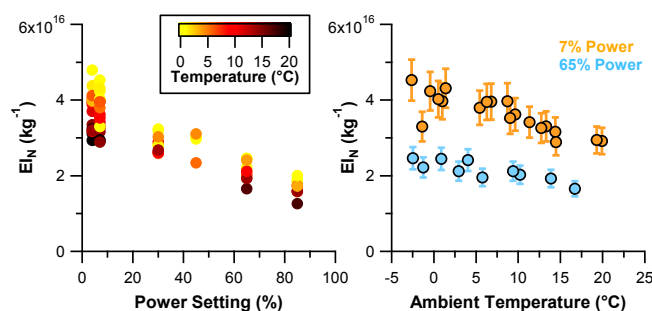 6x10^16
4
2
0
EI_N (kg^-1)
0 20 40 60 80 100
Power Setting (%)
0 5 10 15 20
Temperature (°C)
6x10^16
4
2
0
EI_N (kg^-1)
7% Power
65% Power
-5 0 5 10 15 20 25
Ambient Temperature (°C)